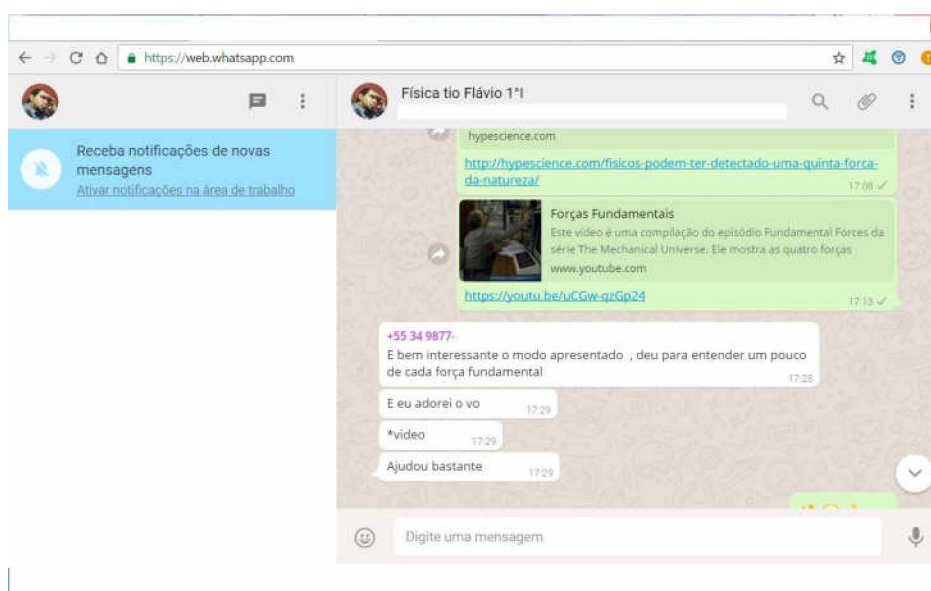 https://web.whatsapp.com
Física tio Flávio 1°I
Receba notificações de novas
mensagens
Ativar notificações na área de trabalho
hypescience.com
http://hypescience.com/fisicos-podem-ter-detectado-uma-quinta-forca-
da-natureza/
17:08
Forças Fundamentais
Este vídeo é uma compilação do episódio Fundamental Forces da
série The Mechanical Universe. Ele mostra as quatro forças
www.youtube.com
https://youtu.be/uCGw-qzGp24
17:13
+55 34 9877-
E bem interessante o modo apresentado , deu para entender um pouco
de cada força fundamental
17:28
E eu adorei o vo
17:29
*video
17:29
Ajudou bastante
17:29
Digite uma mensagem